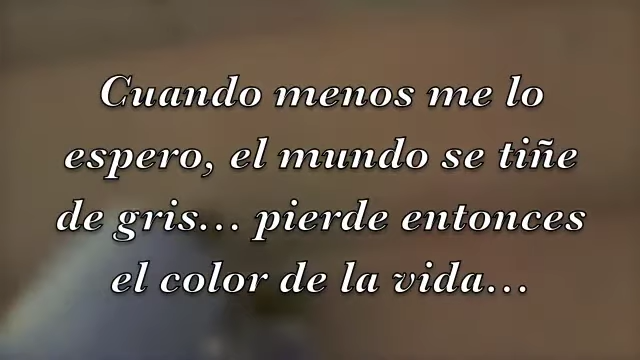 Cuando menos me lo
espero, el mundo se tiñe
de gris... pierde entonces
el color de la vida...